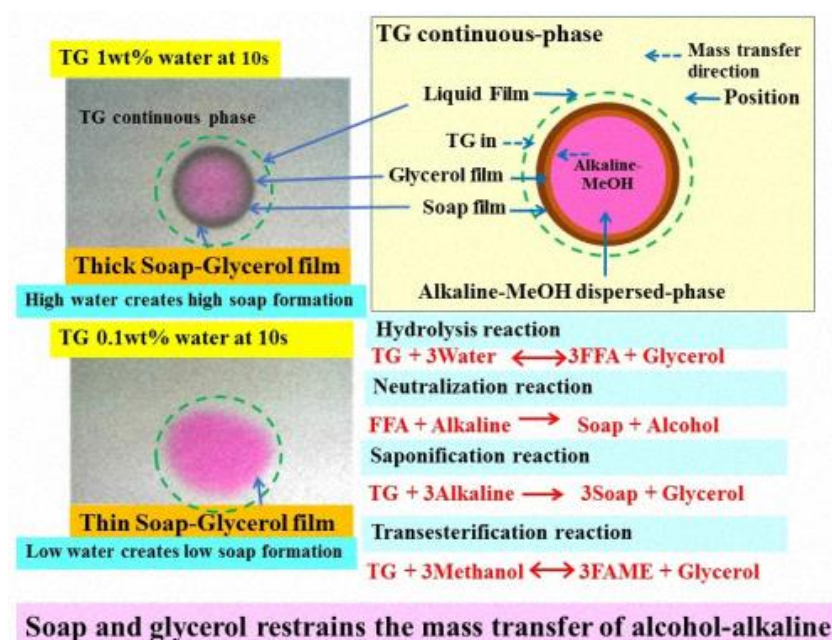 TG 1wt% water at 10s
TG continuous phase
Thick Soap-Glycerol film
High water creates high soap formation
TG continuous-phase
Mass transfer
direction
Liquid Film
Position
TG in
Glycerol film
Alkaline-
MeOH
Soap film
Alkaline-MeOH dispersed-phase
TG 0.1wt% water at 10s
Thin Soap-Glycerol film
Low water creates low soap formation
Hydrolysis reaction
TG + 3Water ⟷ 3FFA + Glycerol
Neutralization reaction
FFA + Alkaline ⟶ Soap + Alcohol
Saponification reaction
TG + 3Alkaline ⟶ 3Soap + Glycerol
Transesterification reaction
TG + 3Methanol ⟷ 3FAME + Glycerol
Soap and glycerol restrains the mass transfer of alcohol-alkaline